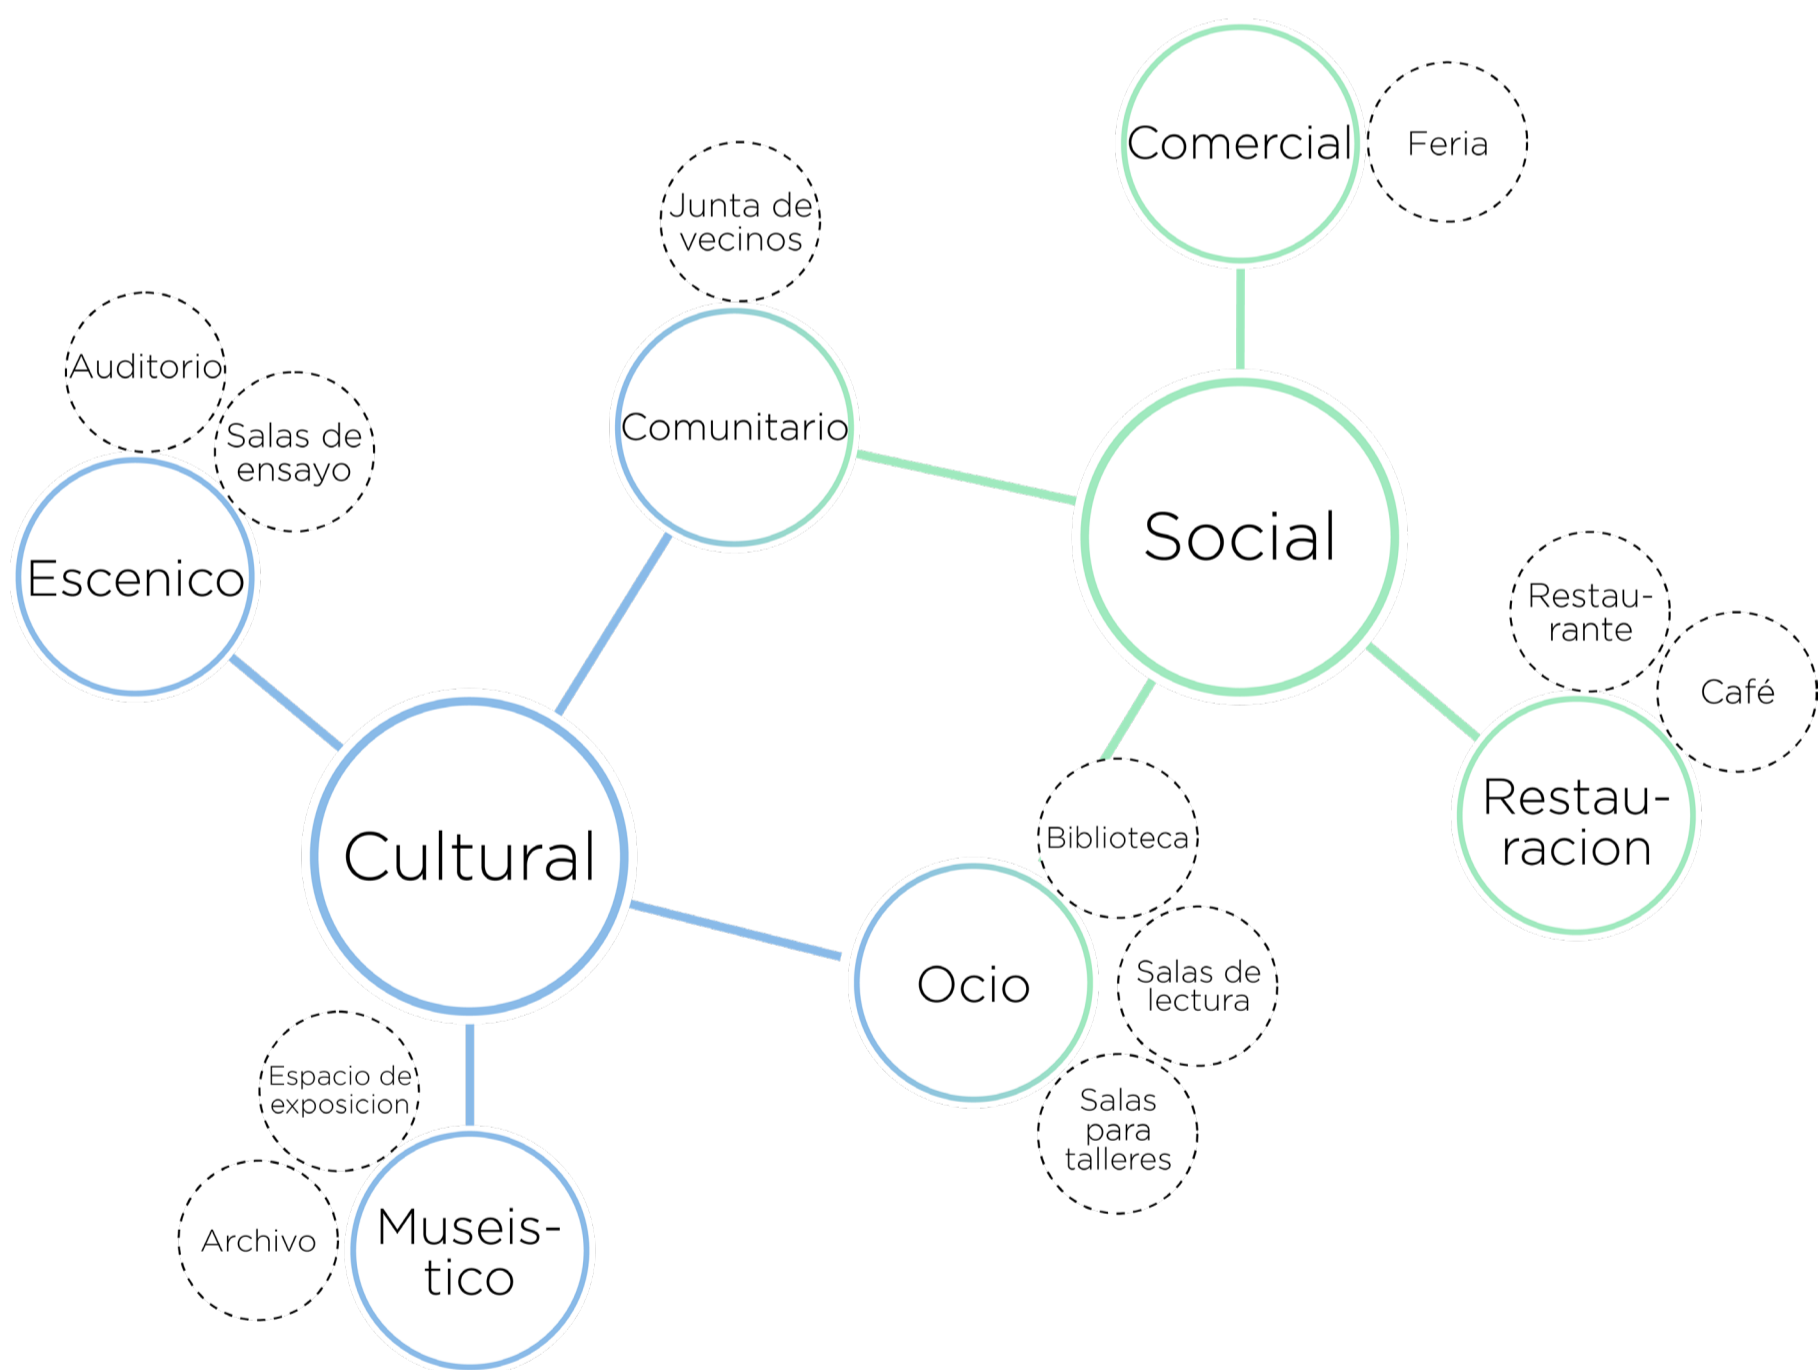 Comercial
Feria
Junta de
vecinos
Auditorio
Salas de
ensayo
Comunitario
Escenico
Social
Restau-
rante
Café
Restau-
racion
Cultural
Biblioteca
Ocio
Salas de
lectura
Salas
para
talleres
Espacio de
exposicion
Archivo
Museis-
tico